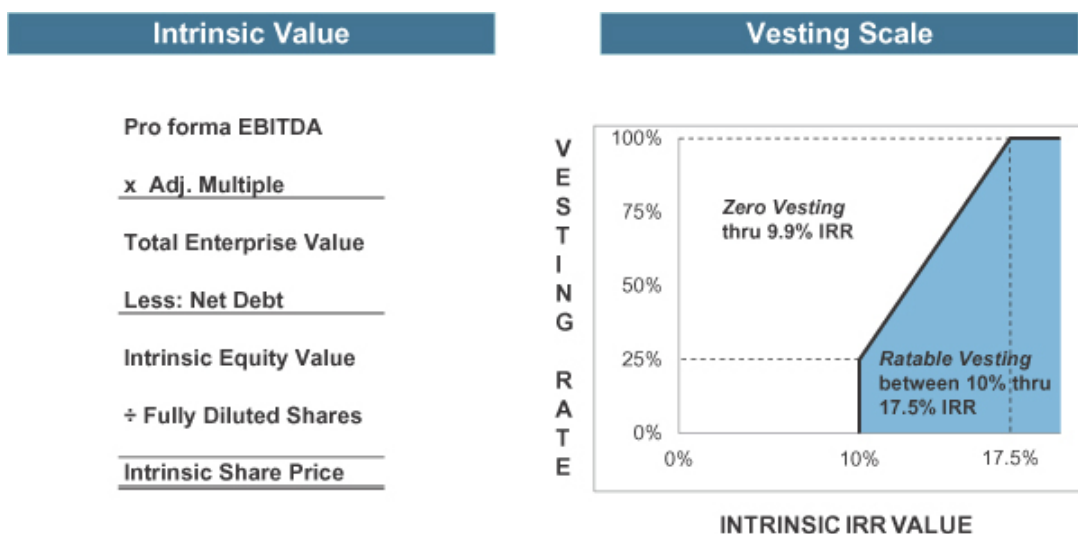 Intrinsic Value
Pro forma EBITDA
x Adj. Multiple
Total Enterprise Value
Less: Net Debt
Intrinsic Equity Value
÷ Fully Diluted Shares
Intrinsic Share Price
Vesting Scale
VESTING RATE
100%
75%
50%
25%
0%
Zero Vesting
thru 9.9% IRR
Ratable Vesting
between 10% thru
17.5% IRR
0%
10%
17.5%
INTRINSIC IRR VALUE